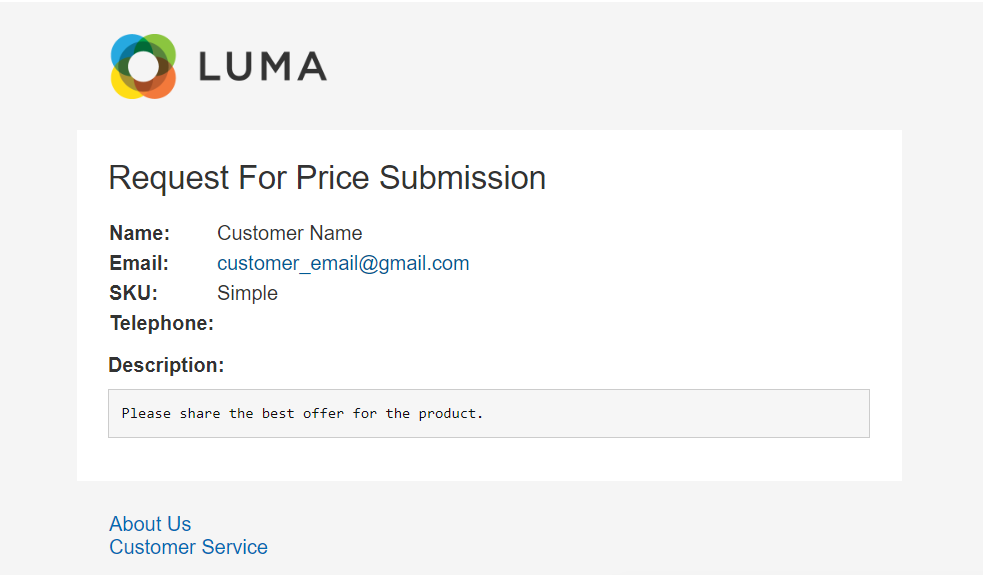 LUMA
Request For Price Submission
Name: Customer Name
Email: customer_email@gmail.com
SKU: Simple
Telephone:
Description:
Please share the best offer for the product.
About Us
Customer Service